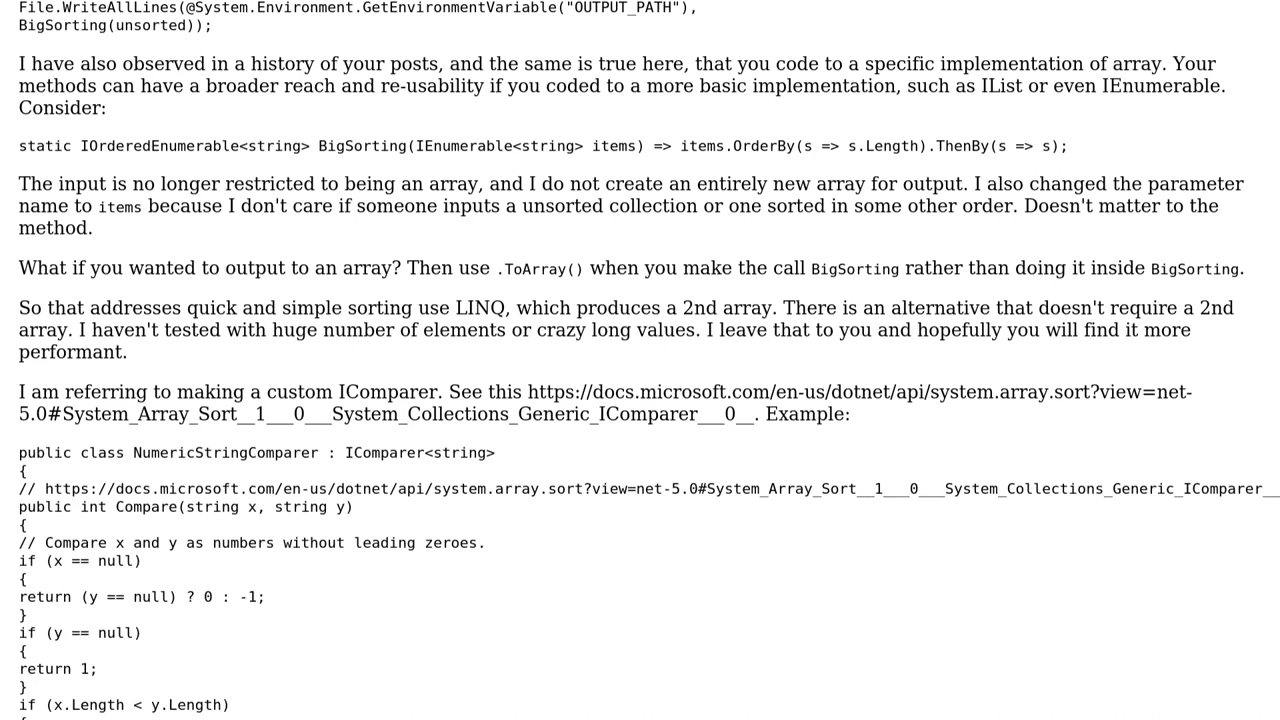 File.WriteAllLines(@System.Environment.GetEnvironmentVariable("OUTPUT_PATH"),
BigSorting(unsorted));
I have also observed in a history of your posts, and the same is true here, that you code to a specific implementation of array. Your
methods can have a broader reach and re-usability if you coded to a more basic implementation, such as IList or even IEnumerable.
Consider:
static IOrderedEnumerable<string> BigSorting(IEnumerable<string> items) => items.OrderBy(s => s.Length).ThenBy(s => s);
The input is no longer restricted to being an array, and I do not create an entirely new array for output. I also changed the parameter
name to items because I don't care if someone inputs a unsorted collection or one sorted in some other order. Doesn't matter to the
method.
What if you wanted to output to an array? Then use .ToArray() when you make the call BigSorting rather than doing it inside BigSorting.
So that addresses quick and simple sorting use LINQ, which produces a 2nd array. There is an alternative that doesn't require a 2nd
array. I haven't tested with huge number of elements or crazy long values. I leave that to you and hopefully you will find it more
performant.
I am referring to making a custom IComparer. See this https://docs.microsoft.com/en-us/dotnet/api/system.array.sort?view=net-
5.0#System_Array_Sort__1___0___System_Collections_Generic_IComparer___0__. Example:
public class NumericStringComparer : IComparer<string>
{
// https://docs.microsoft.com/en-us/dotnet/api/system.array.sort?view=net-5.0#System_Array_Sort__1___0___System_Collections_Generic_IComparer__
public int Compare(string x, string y)
{
// Compare x and y as numbers without leading zeroes.
if (x == null)
{
return (y == null) ? 0 : -1;
}
if (y == null)
{
return 1;
}
if (x.Length < y.Length)